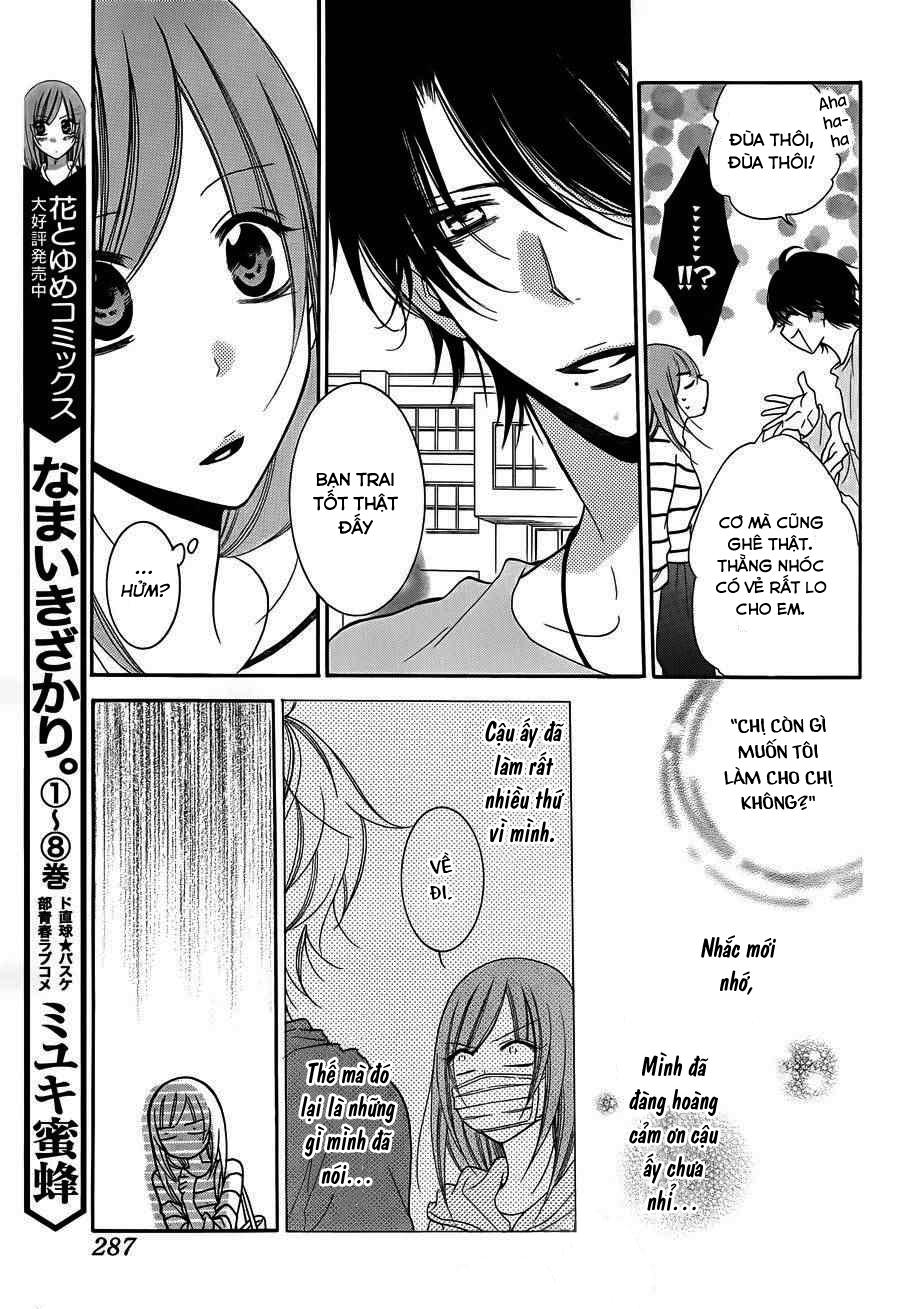 Aha
ha-
ha
ĐÙA THÔI,
ĐÙA THÔI!
!!?
CƠ MÀ CŨNG
GHÊ THẬT.
THẰNG NHÓC
CÓ VẺ RẤT LO
CHO EM.
BẠN TRAI
TỐT THẬT
ĐẤY
...
HỬM?
"CHỊ CÒN GÌ
MUỐN TÔI
LÀM CHO CHỊ
KHÔNG?"
Nhắc mới
nhớ,
Mình đã
đàng hoàng
cảm ơn cậu
ấy chưa
nhỉ...
Cậu ấy đã
làm rất
nhiều thứ
vì mình.
VỀ
ĐI.
Thế mà đó
lại là những
gì mình đã
nói...
花とゆめコミックス
大好評発売中
なまいきざかり。①~⑧巻
ド直球★バスケ
部青春ラブコメ
ミユキ蜜蜂
287